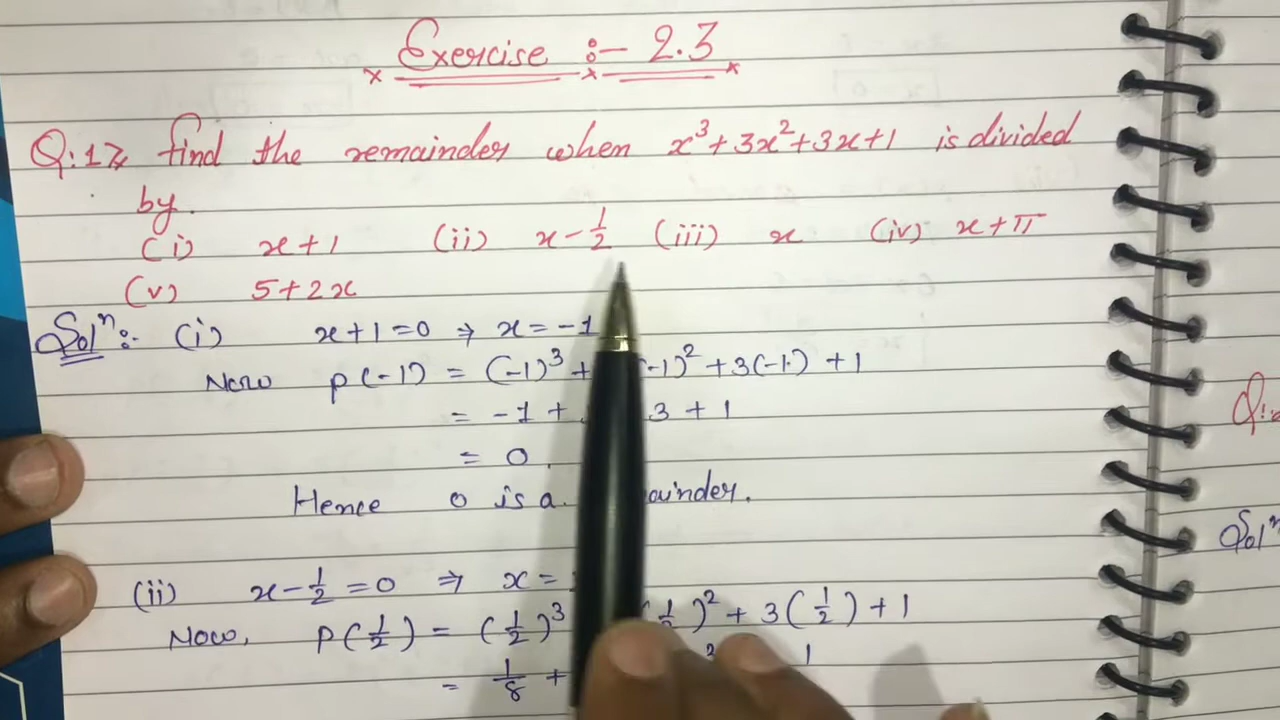 Exercise :- 2.3
Q:1> find the remainder when x³+3x²+3x+1 is divided
by.
(i) x+1 (ii) x-1/2 (iii) x (iv) x+π
(v) 5+2x
Solⁿ:- (i) x+1=0 ⇒ x=-1
Now P(-1) = (-1)³+ (-1)²+3(-1)+1
= -1+ 3+1
= 0.
Hence 0 is a
(ii) x-1/2=0 ⇒ x=
Now, P(1/2) = (1/2)³ (1/2)²+3(1/2)+1
= 1/8 +
Solⁿ